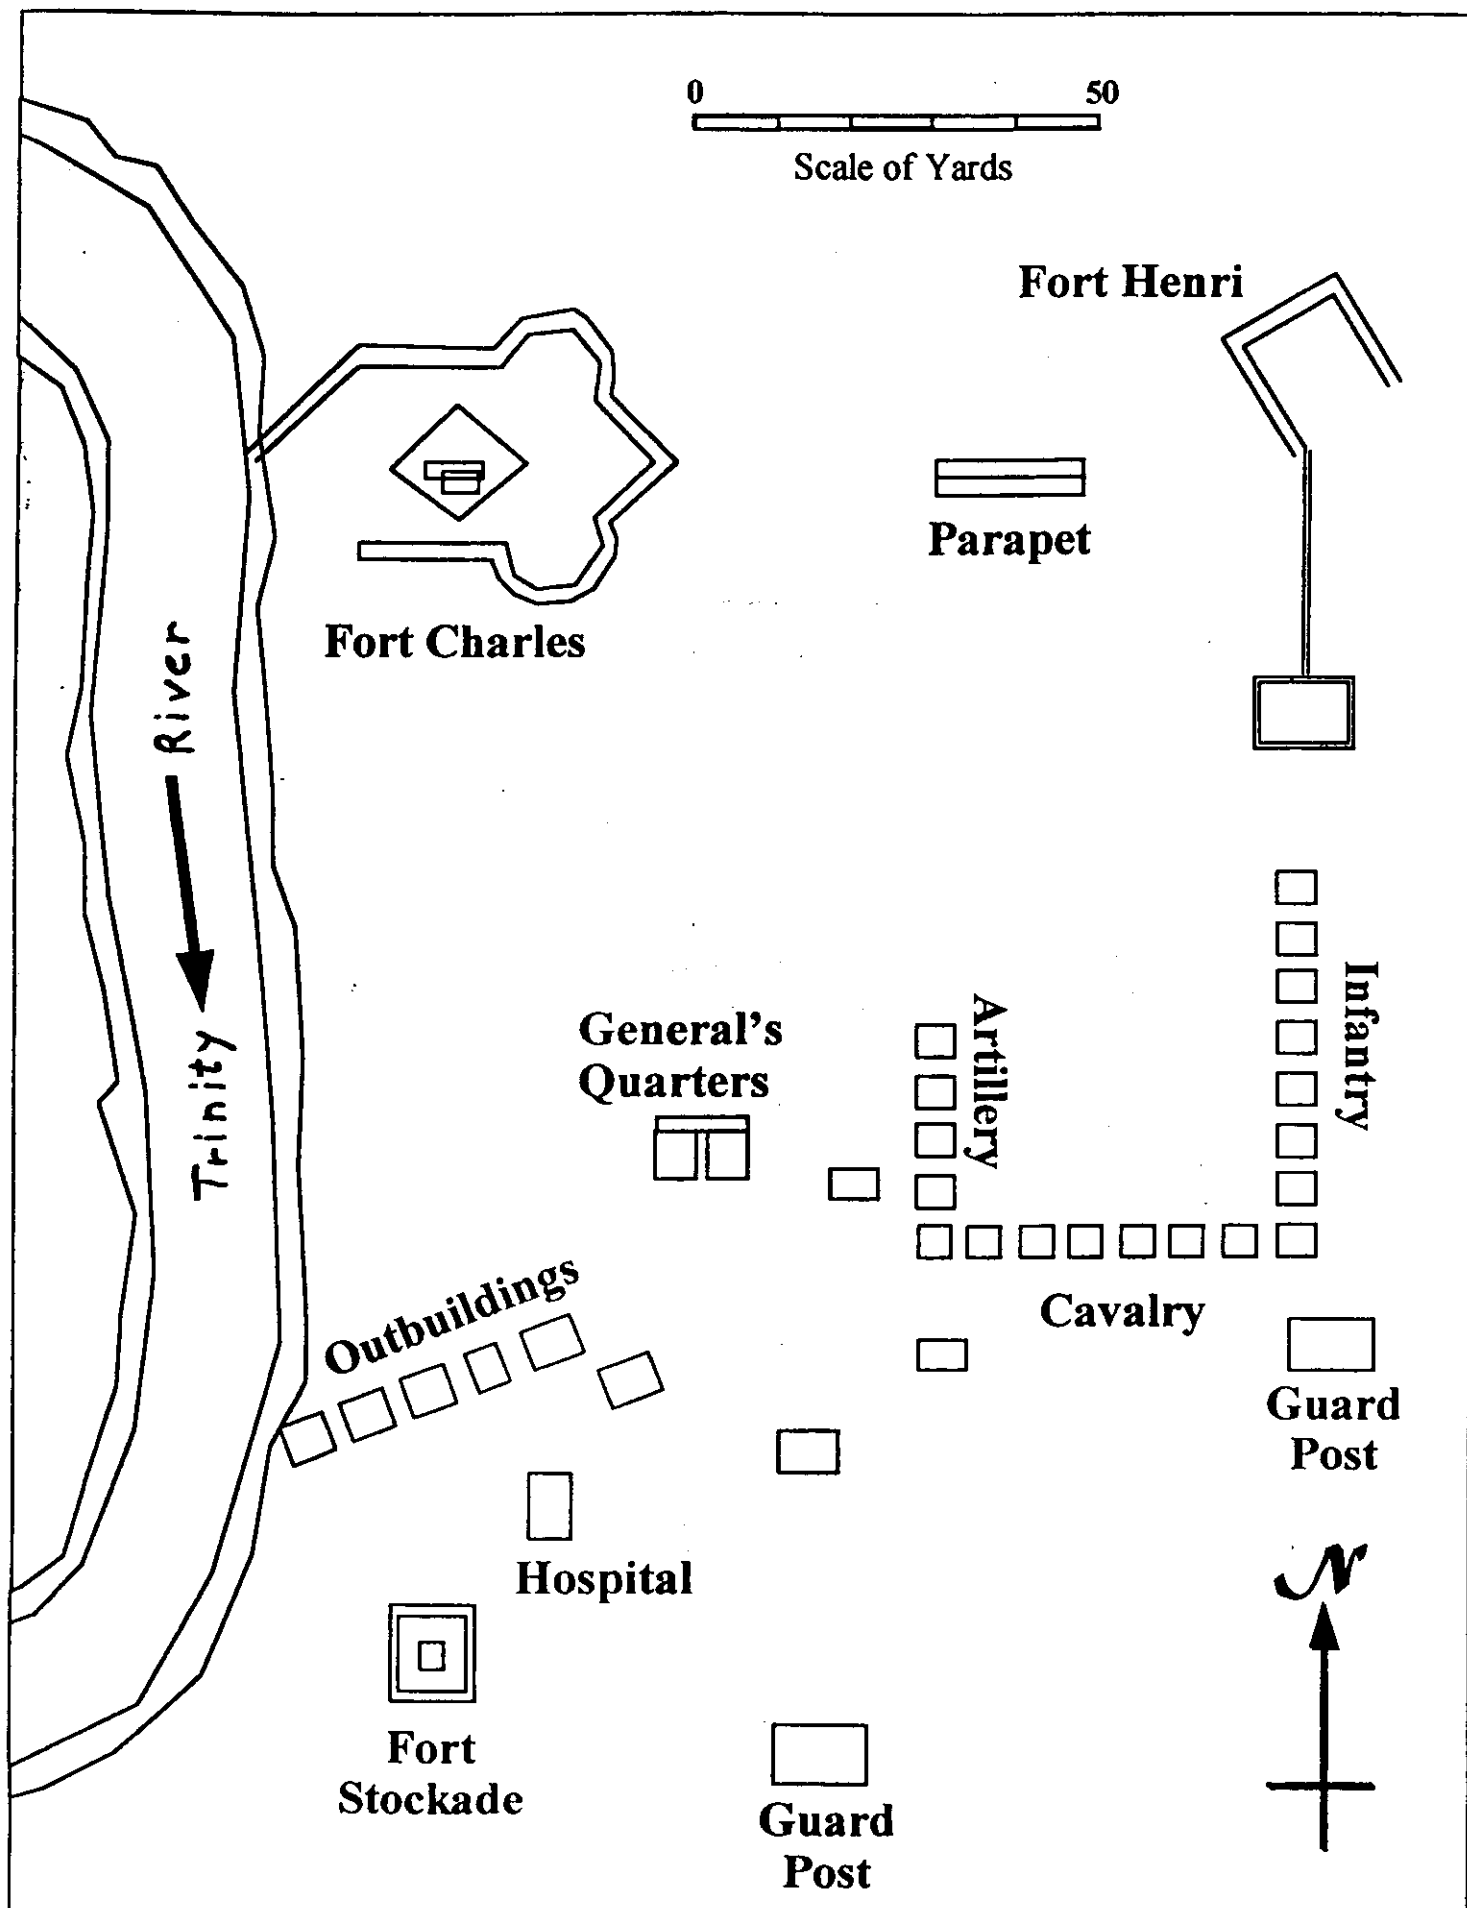 0 50
Scale of Yards
Fort Henri
Parapet
Fort Charles
River
Trinity
General's
Quarters
Artillery
Infantry
Outbuildings
Cavalry
Guard
Post
Hospital
N
Fort
Stockade
Guard
Post